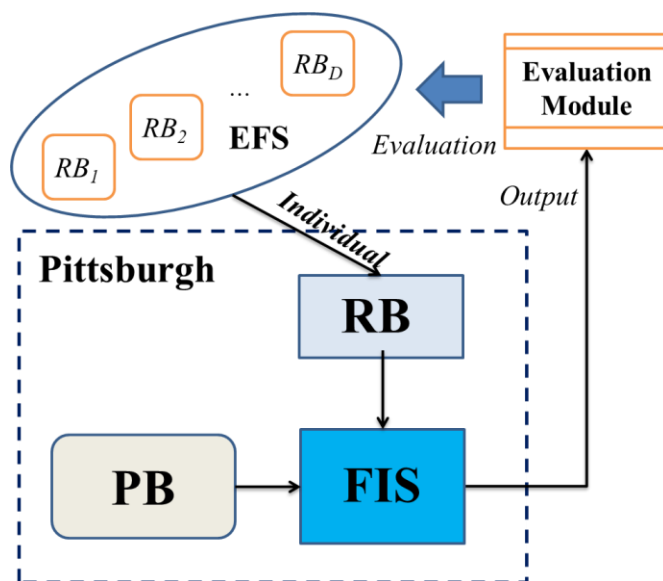 RB_D
...
RB_2
EFS
RB_1
Evaluation
Module
Evaluation
Output
Individual
Pittsburgh
RB
PB
FIS